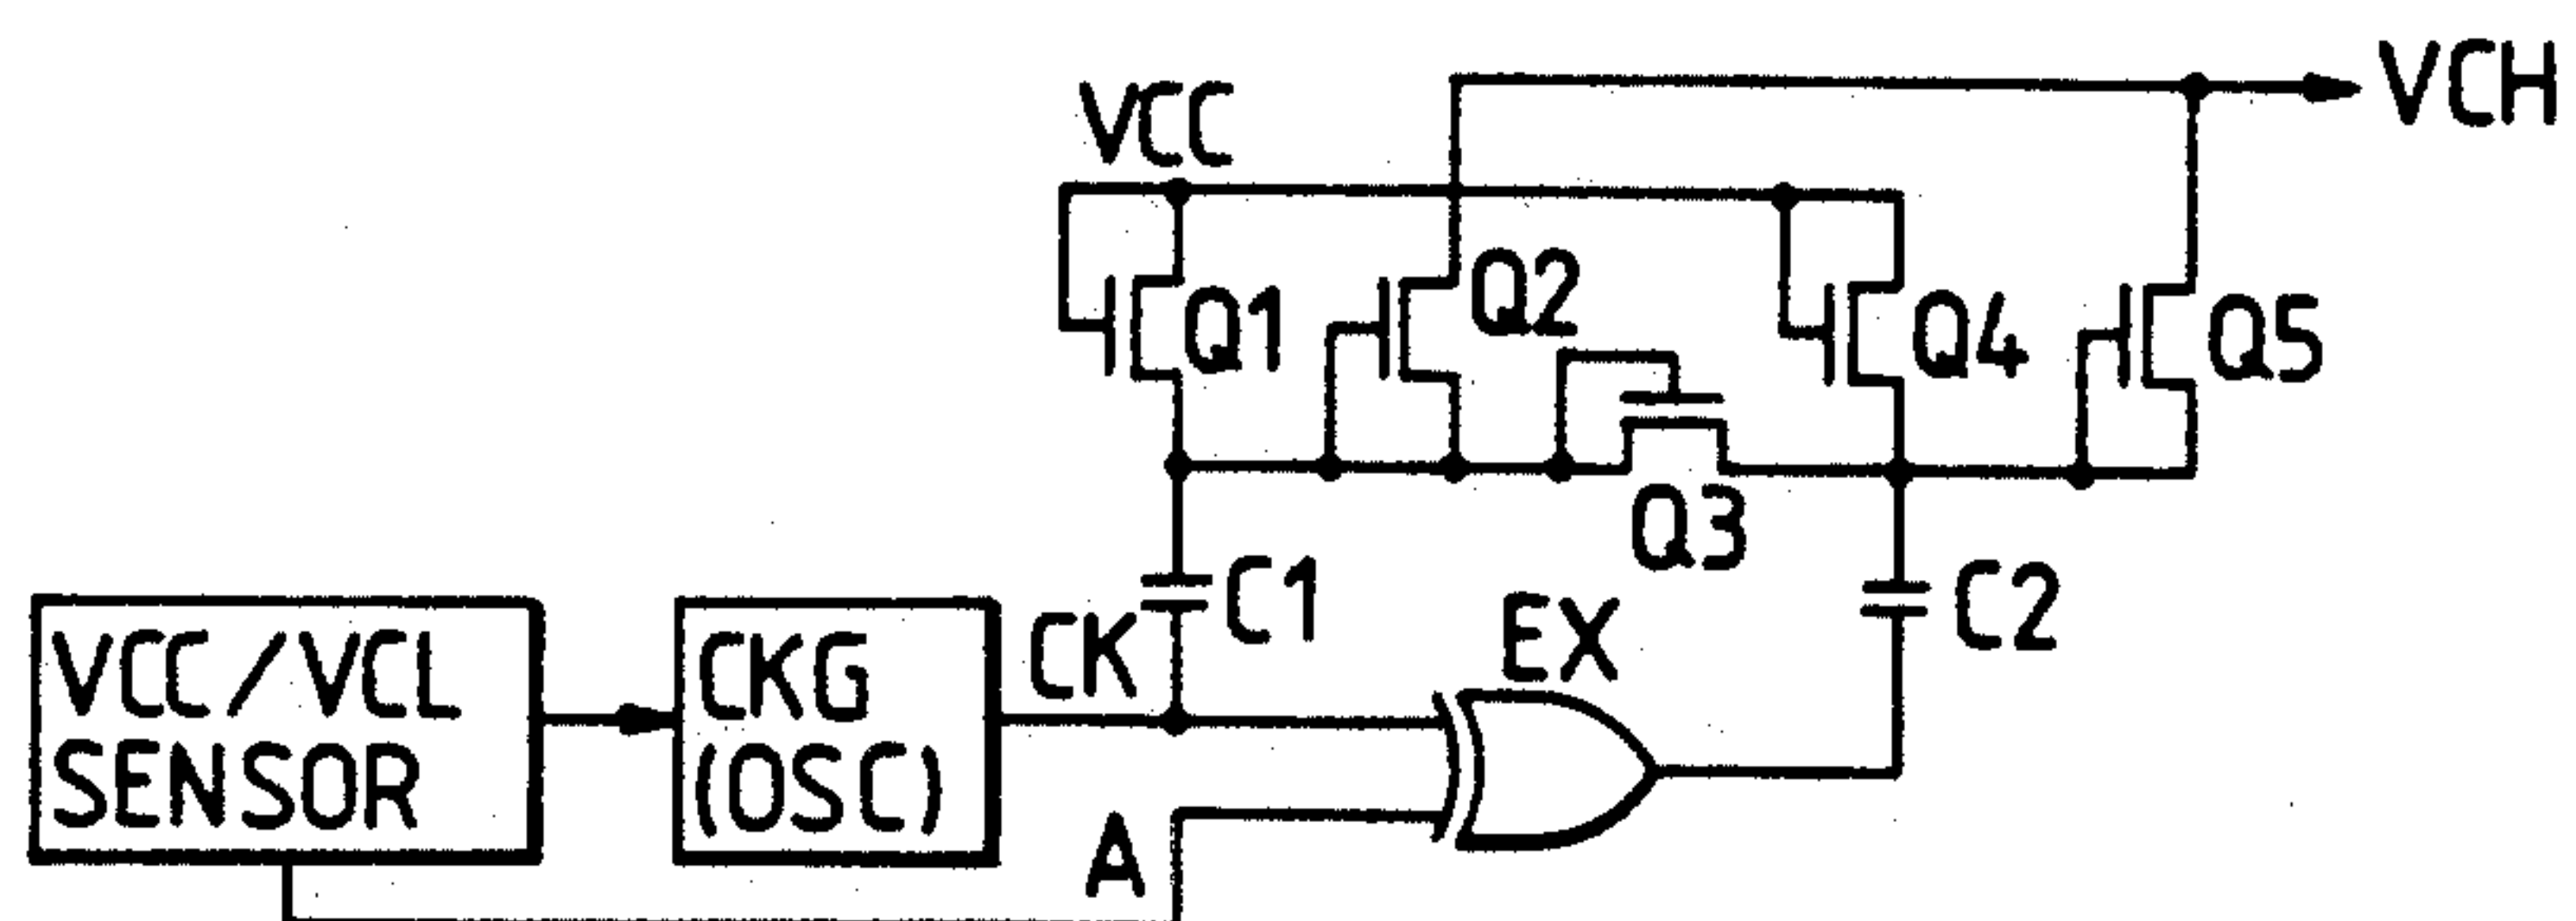 VCH
VCC
Q1
Q2
Q4
Q5
Q3
C1
C2
VCC/VCL
SENSOR
CKG
(OSC)
CK
EX
A